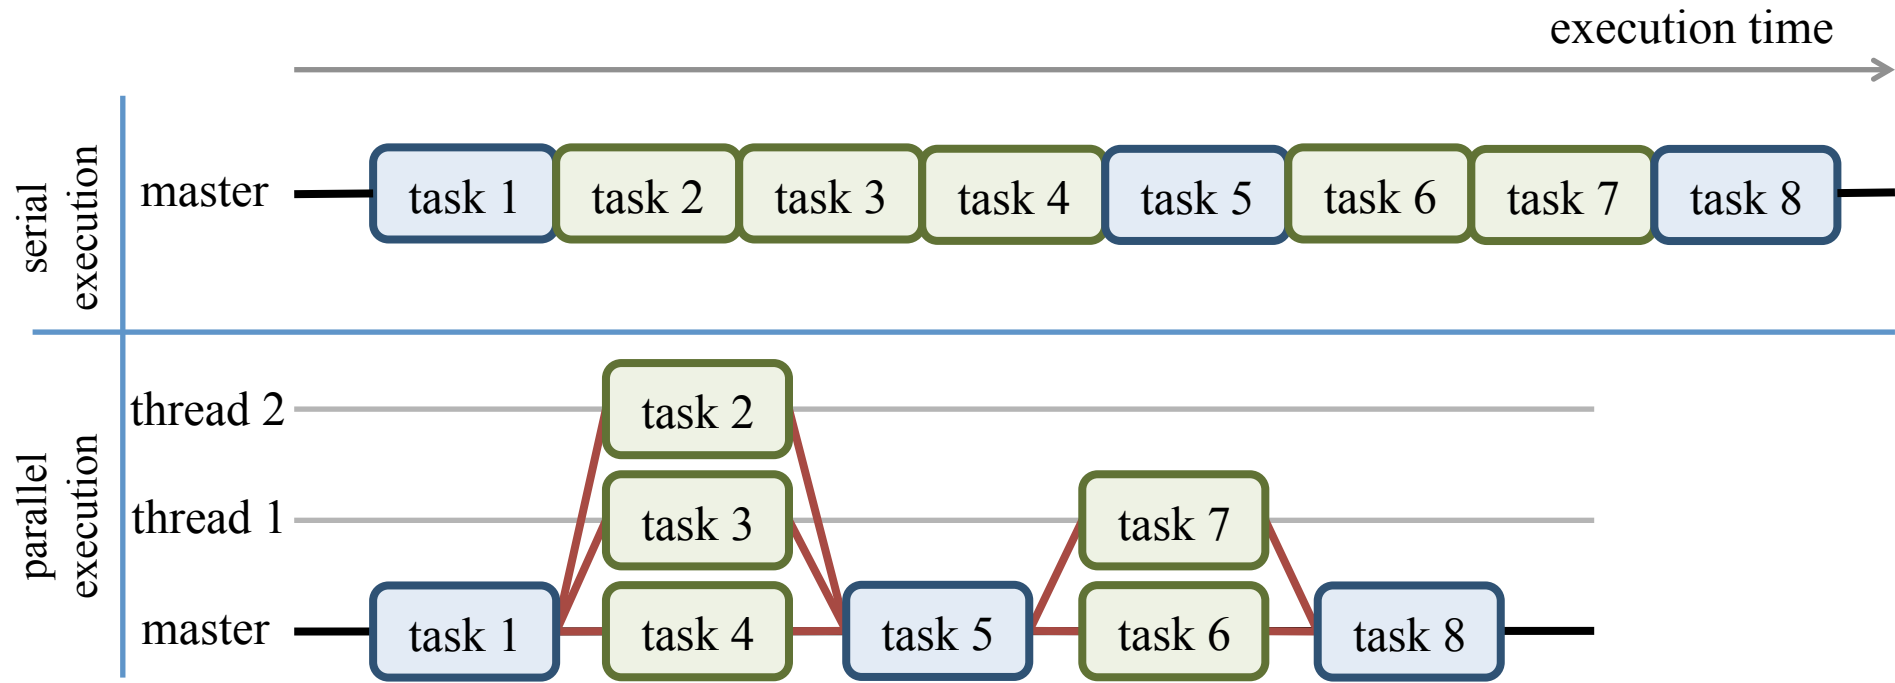 execution time
serial
execution
master
task 1
task 2
task 3
task 4
task 5
task 6
task 7
task 8
parallel
execution
thread 2
task 2
thread 1
task 3
task 7
master
task 1
task 4
task 5
task 6
task 8